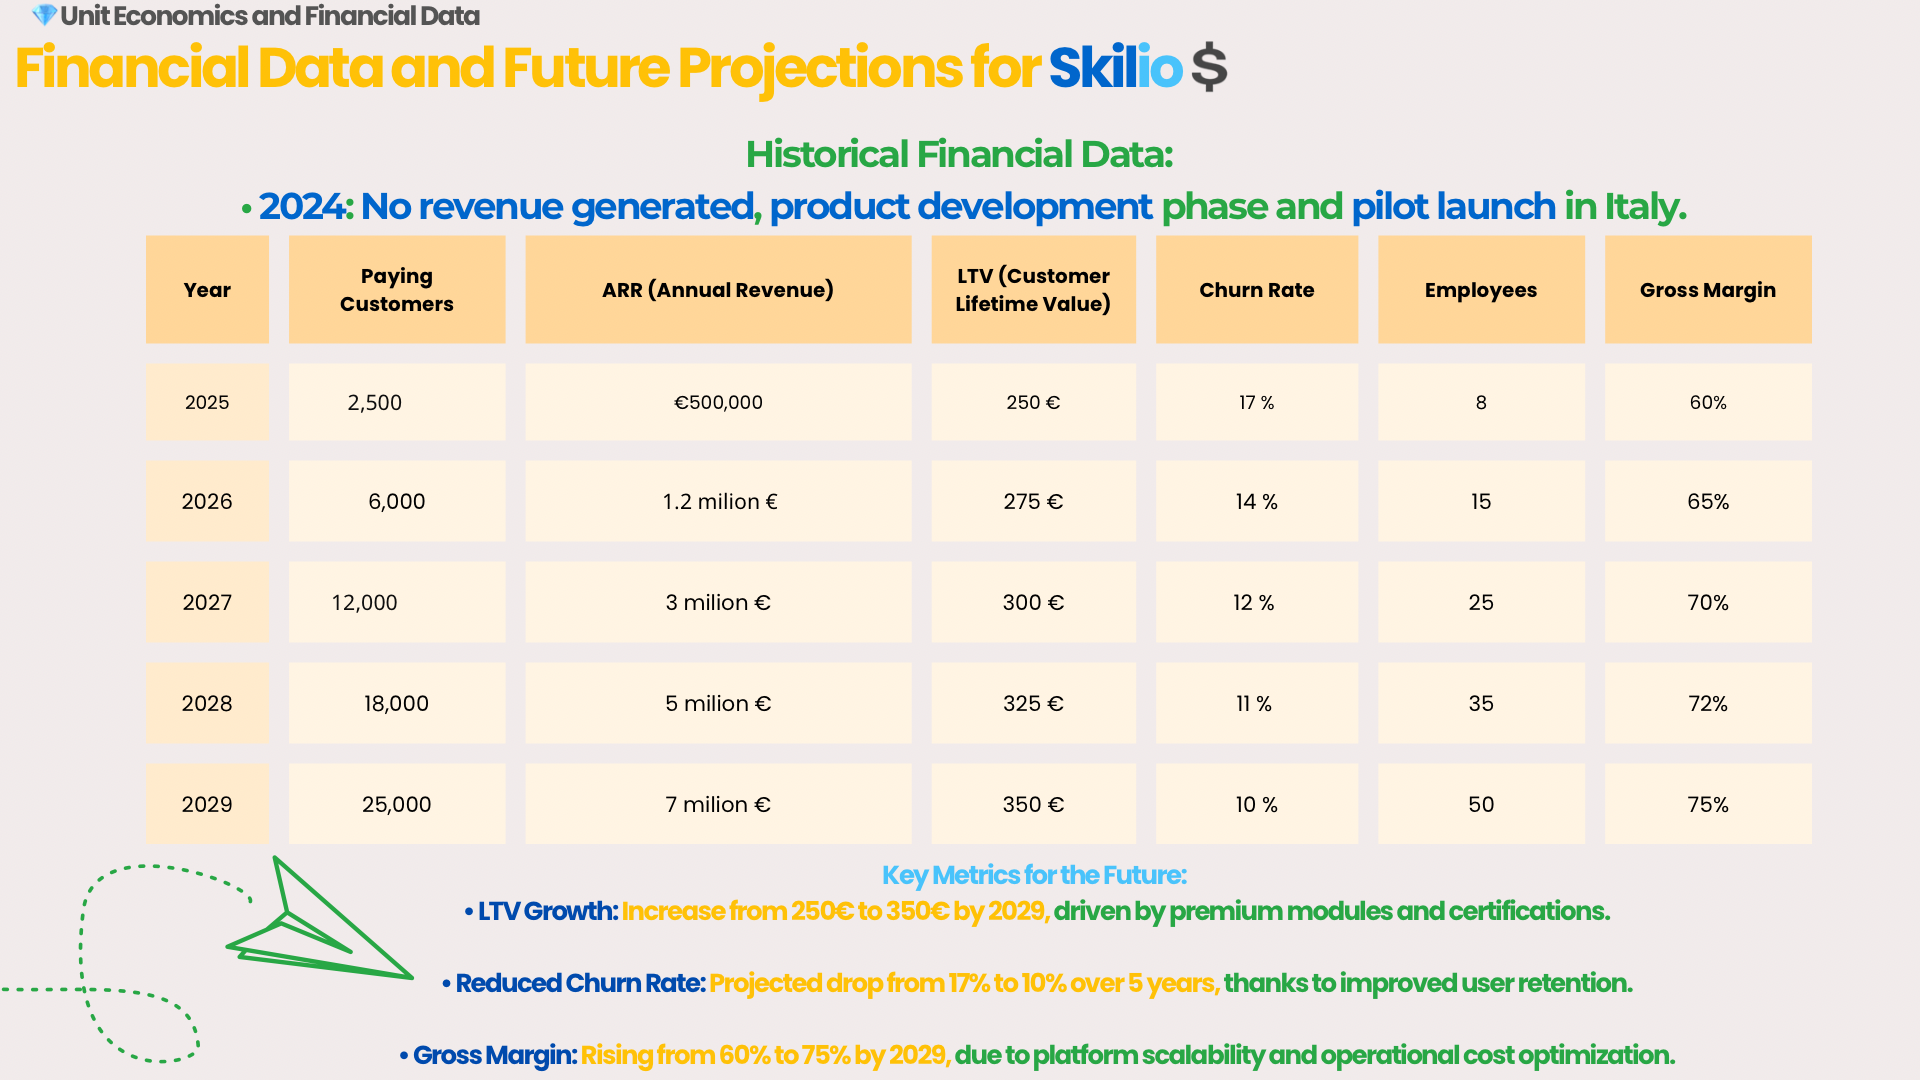 Unit Economics and Financial Data
Financial Data and Future Projections for Skilio $
Historical Financial Data:
• 2024: No revenue generated, product development phase and pilot launch in Italy.
Year Paying Customers ARR (Annual Revenue) LTV (Customer Lifetime Value) Churn Rate Employees Gross Margin
2025 2,500 €500,000 250 € 17 % 8 60%
2026 6,000 1.2 milion € 275 € 14 % 15 65%
2027 12,000 3 milion € 300 € 12 % 25 70%
2028 18,000 5 milion € 325 € 11 % 35 72%
2029 25,000 7 milion € 350 € 10 % 50 75%
Key Metrics for the Future:
• LTV Growth: Increase from 250€ to 350€ by 2029, driven by premium modules and certifications.
• Reduced Churn Rate: Projected drop from 17% to 10% over 5 years, thanks to improved user retention.
• Gross Margin: Rising from 60% to 75% by 2029, due to platform scalability and operational cost optimization.